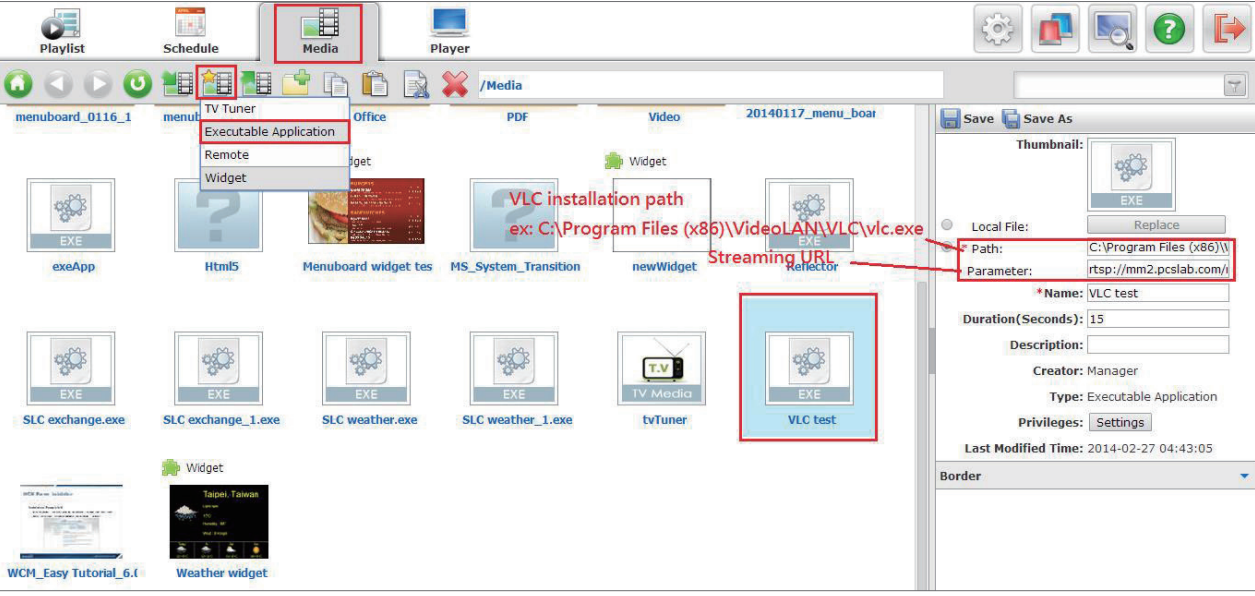 Playlist
Schedule
Media
Player
/Media
TV Tuner
Executable Application
Remote
Widget
menuboard_0116_1
Office
PDF
Video
20140117_menu_boar
Widget
EXE
exeApp
Html5
Menuboard widget tes
MS_System_Transition
newWidget
EXE
Reflector
VLC installation path
ex: C:\Program Files (x86)\VideoLAN\VLC\vlc.exe
Streaming URL
EXE
SLC exchange.exe
EXE
SLC exchange_1.exe
EXE
SLC weather.exe
EXE
SLC weather_1.exe
T.V
TV Media
tvTuner
EXE
VLC test
Widget
WCM_Easy Tutorial_6.
Taipei, Taiwan
Weather widget
Save
Save As
Thumbnail:
EXE
Local File:
Replace
* Path: C:\Program Files (x86)\
Parameter: rtsp://mm2.pcslab.com/
*Name: VLC test
Duration(Seconds): 15
Description:
Creator: Manager
Type: Executable Application
Privileges: Settings
Last Modified Time: 2014-02-27 04:43:05
Border